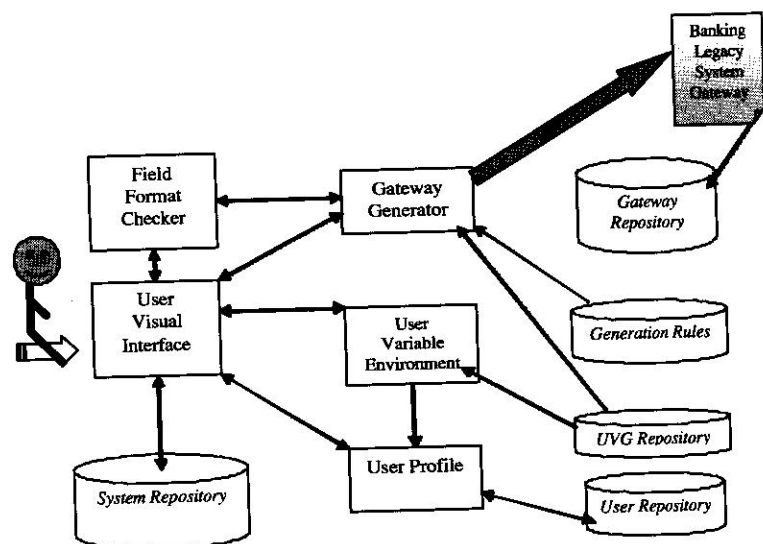 Banking
Legacy
System
Gateway
Field
Format
Checker
Gateway
Generator
Gateway
Repository
User
Visual
Interface
User
Variable
Environment
Generation Rules
UVG Repository
User Profile
System Repository
User Repository